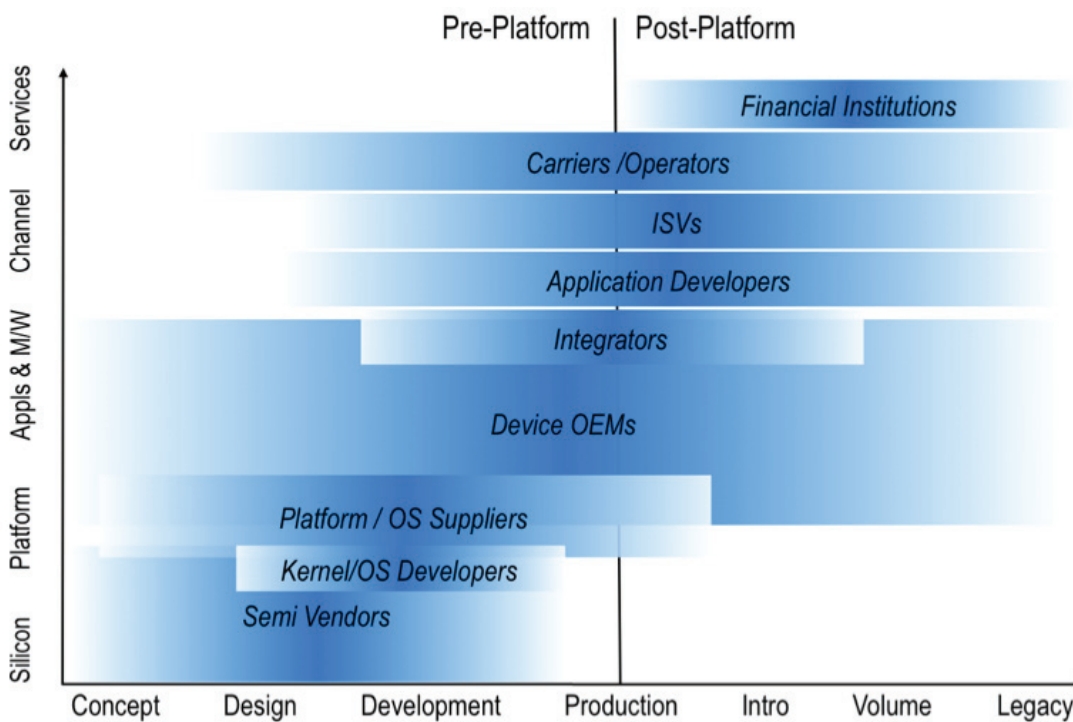 Pre-Platform
Post-Platform
Services
Channel
Appls & M/W
Platform
Silicon
Financial Institutions
Carriers /Operators
ISVs
Application Developers
Integrators
Device OEMs
Platform / OS Suppliers
Kernel/OS Developers
Semi Vendors
Concept Design Development Production Intro Volume Legacy